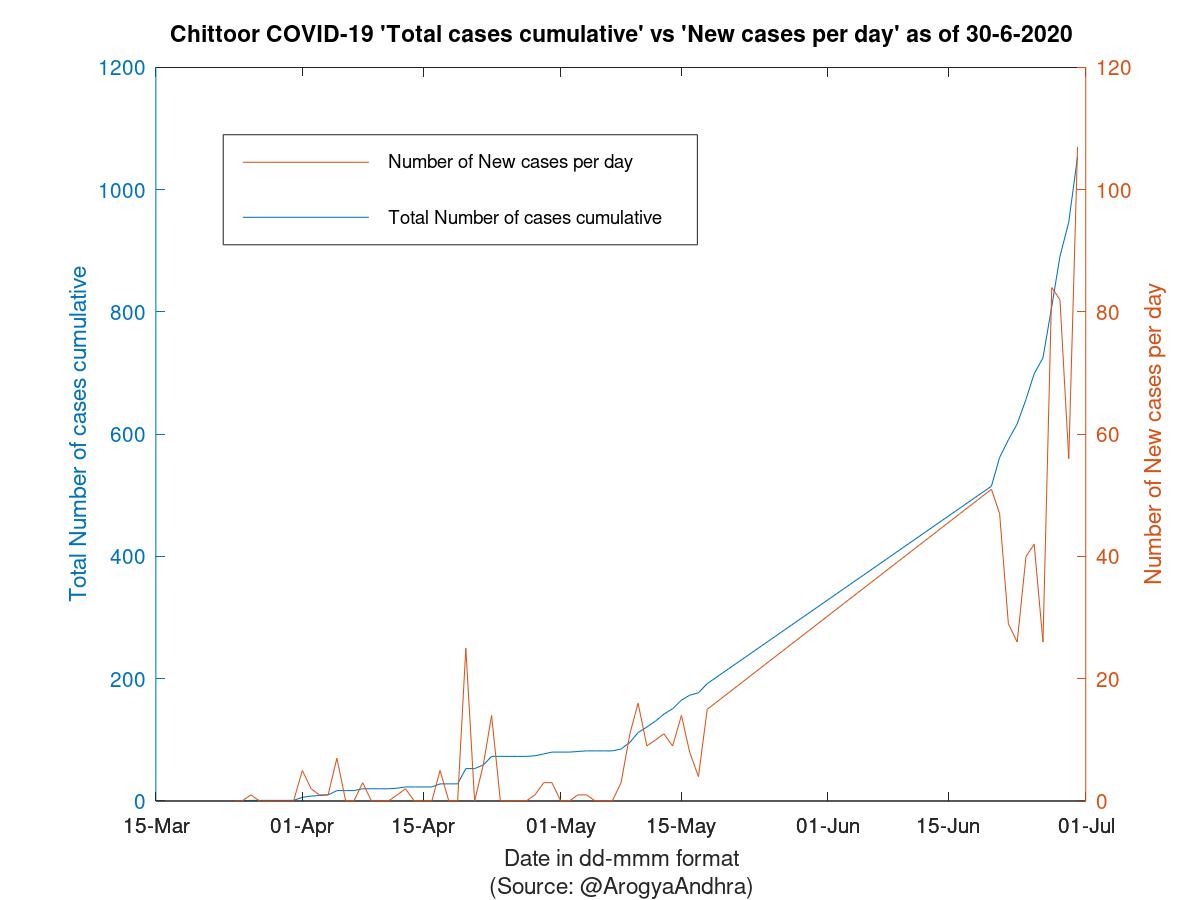 Chittoor COVID-19 'Total cases cumulative' vs 'New cases per day' as of 30-6-2020
1200
1000
800
600
400
200
0
Total Number of cases cumulative
Number of New cases per day
Total Number of cases cumulative
120
100
80
60
40
20
0
Number of New cases per day
15-Mar 01-Apr 15-Apr 01-May 15-May 01-Jun 15-Jun 01-Jul
Date in dd-mmm format
(Source: @ArogyaAndhra)